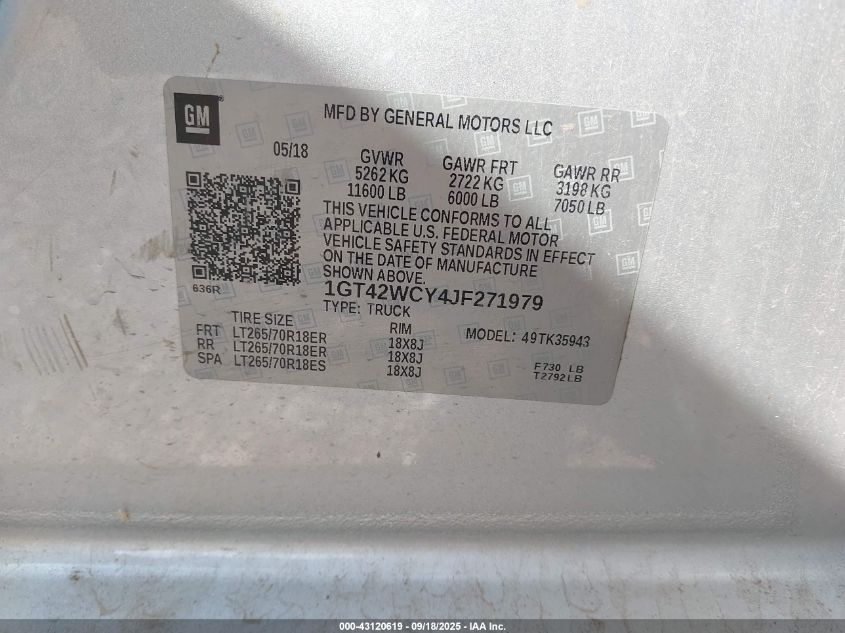 GM
MFD BY GENERAL MOTORS LLC
05/18
GVWR GAWR FRT GAWR RR
5262 KG 2722 KG 3198 KG
11600 LB 6000 LB 7050 LB
THIS VEHICLE CONFORMS TO ALL
APPLICABLE U.S. FEDERAL MOTOR
VEHICLE SAFETY STANDARDS IN EFFECT
ON THE DATE OF MANUFACTURE
SHOWN ABOVE.
036R
1GT42WCY4JF271979
TYPE: TRUCK
TIRE SIZE RIM MODEL: 49TK35943
FRT LT265/70R18ER 18X8J
RR LT265/70R18ER 18X8J
SPA LT265/70R18ES 18X8J
F730 LB
T2792LB
000-43120619 - 09/18/2025 - IAA Inc.